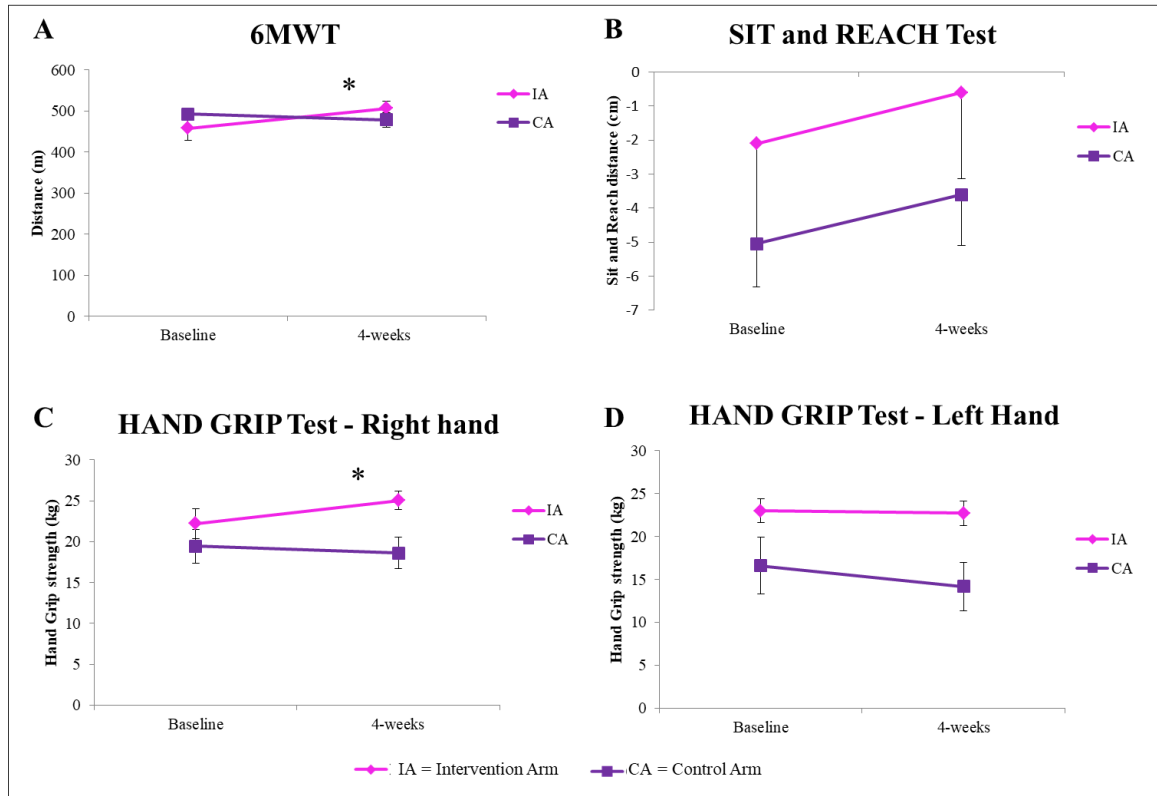 A
6MWT
*
600
500
400
300
200
100
0
Distance (m)
Baseline
4-weeks
IA
CA
B
SIT and REACH Test
-0
-1
-2
-3
-4
-5
-6
-7
Sit and Reach distance (cm)
Baseline
4-weeks
IA
CA
C
HAND GRIP Test - Right hand
*
30
25
20
15
10
5
0
Hand Grip strength (kg)
Baseline
4-weeks
IA
CA
D
HAND GRIP Test - Left Hand
30
25
20
15
10
5
0
Hand Grip strength (kg)
Baseline
4-weeks
IA
CA
IA = Intervention Arm
CA = Control Arm